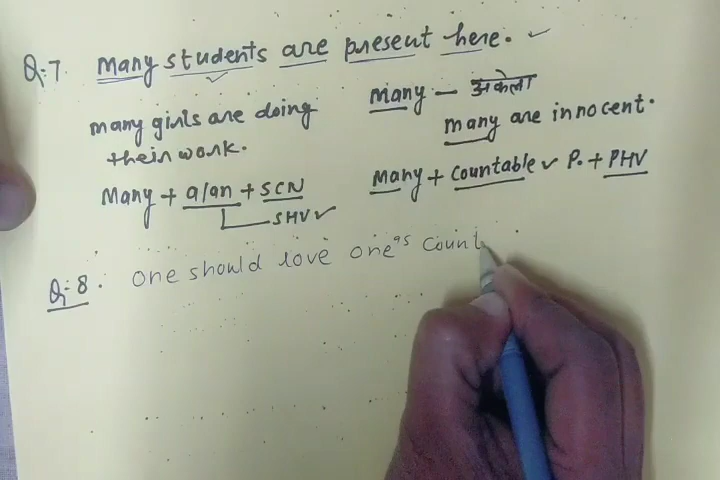 Q:7 Many students are present here.
many girls are doing
their work.
Many + a/an + SCN
SHV
many - अकेला
many are innocent.
Many + Countable P. + PHV
Q:8. One should love one's count